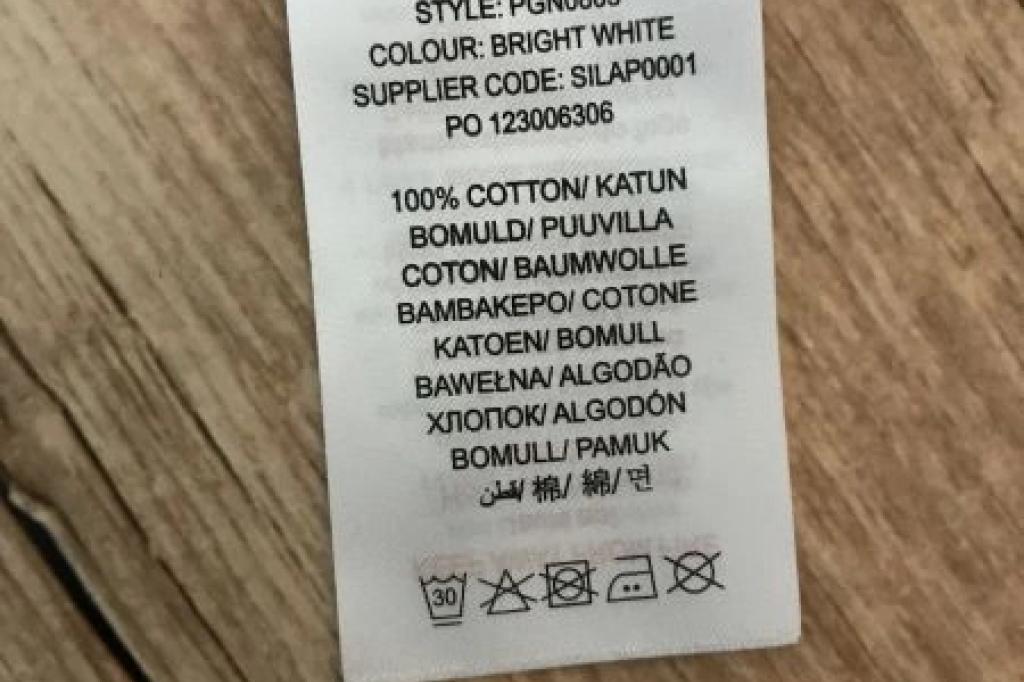 STYLE: PGN0803
COLOUR: BRIGHT WHITE
SUPPLIER CODE: SILAP0001
PO 123006306
100% COTTON/ KATUN
BOMULD/ PUUVILLA
COTON/ BAUMWOLLE
BAMBAKEPO/ COTONE
KATOEN/ BOMULL
BAWEŁNA/ ALGODÃO
ХЛОПОК/ ALGODÓN
BOMULL/ PAMUK
قطن/ 棉/ 綿/ 면
30